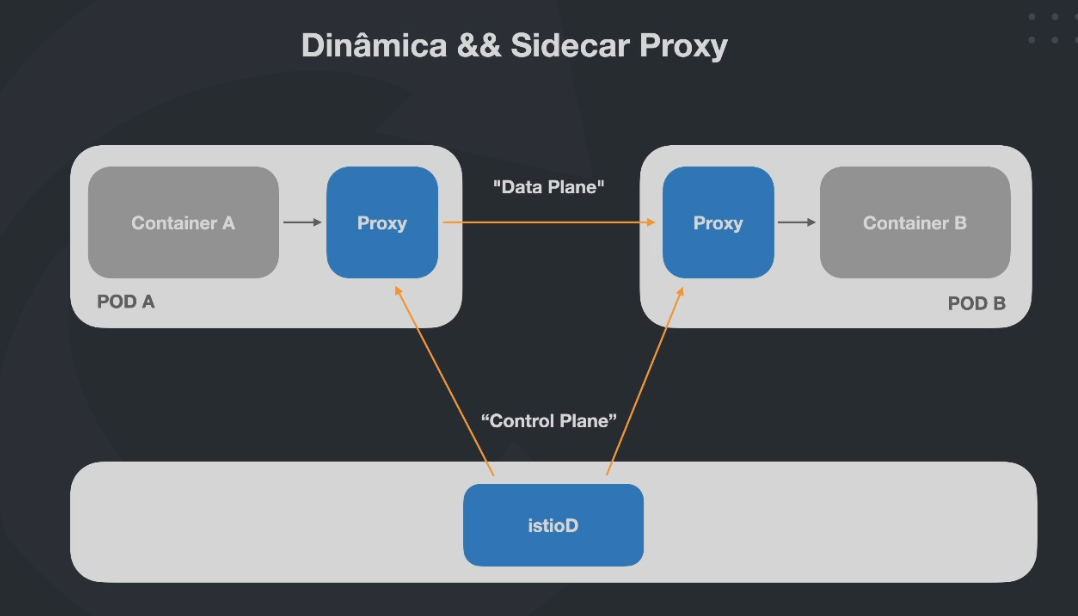 Dinâmica && Sidecar Proxy
"Data Plane"
Container A
Proxy
Proxy
Container B
POD A
POD B
“Control Plane”
istioD